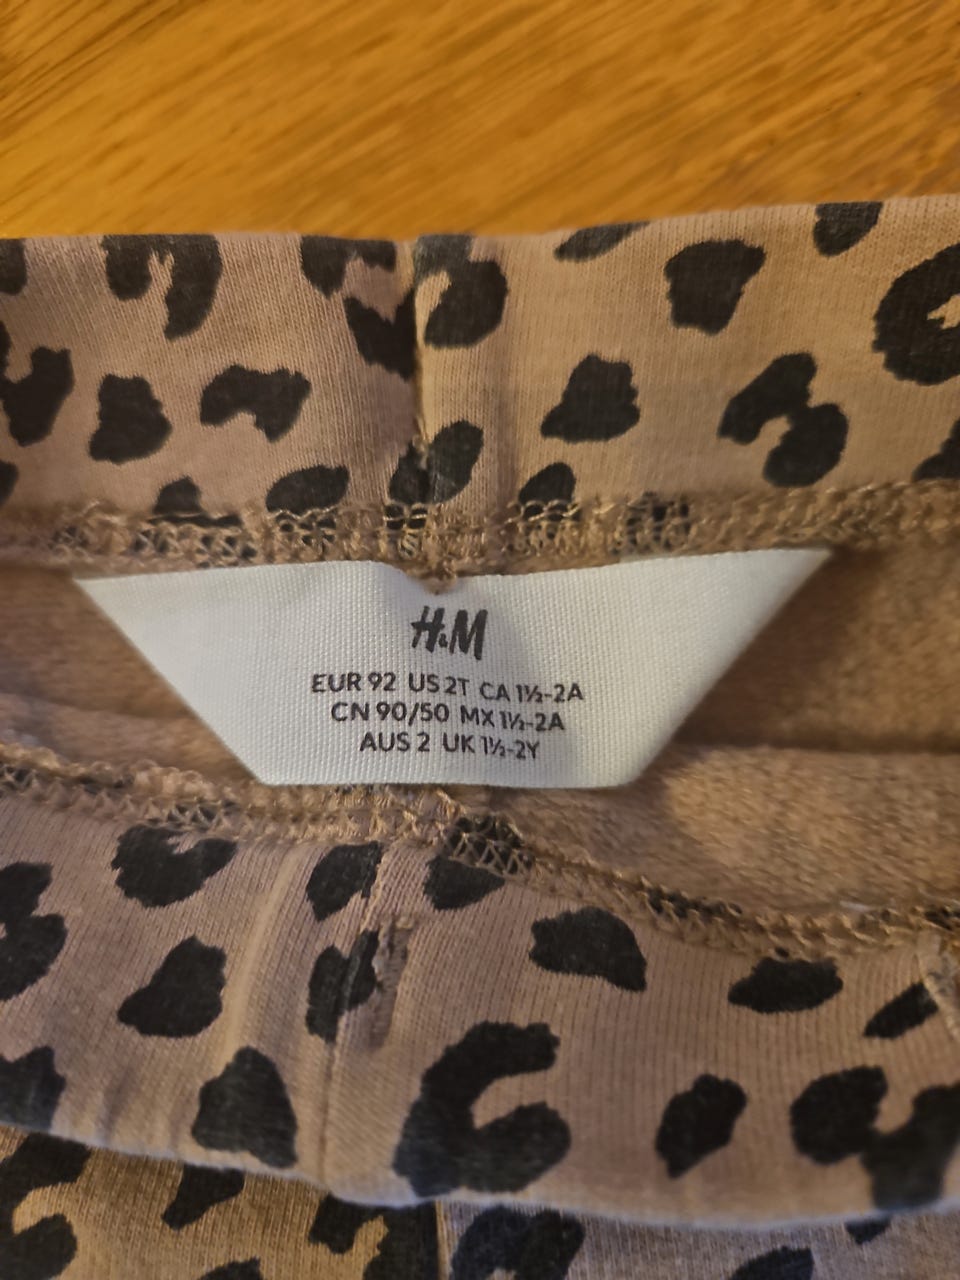 H&M
EUR 92 US 2T CA 1½-2A
CN 90/50 MX 1½-2A
AUS 2 UK 1½-2Y